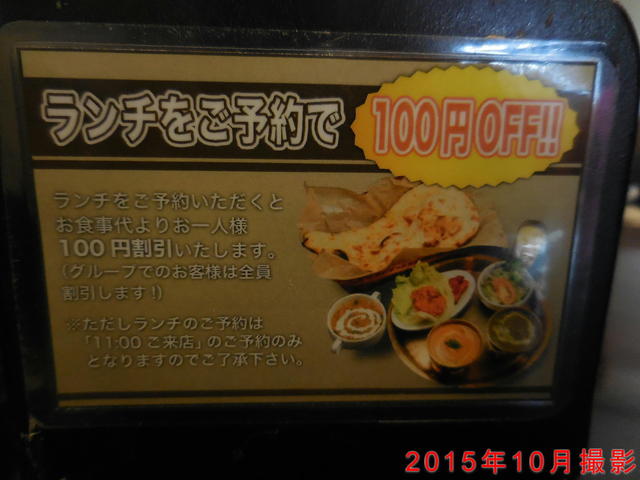 ランチをご予約で
100円OFF!!
ランチをご予約いただくと
お食事代よりお一人様
100円割引いたします。
(グループでのお客様は全員
割引します!)
※ただしランチのご予約は
「11:00ご来店」のご予約のみ
となりますのでご了承下さい。
2015年10月撮影